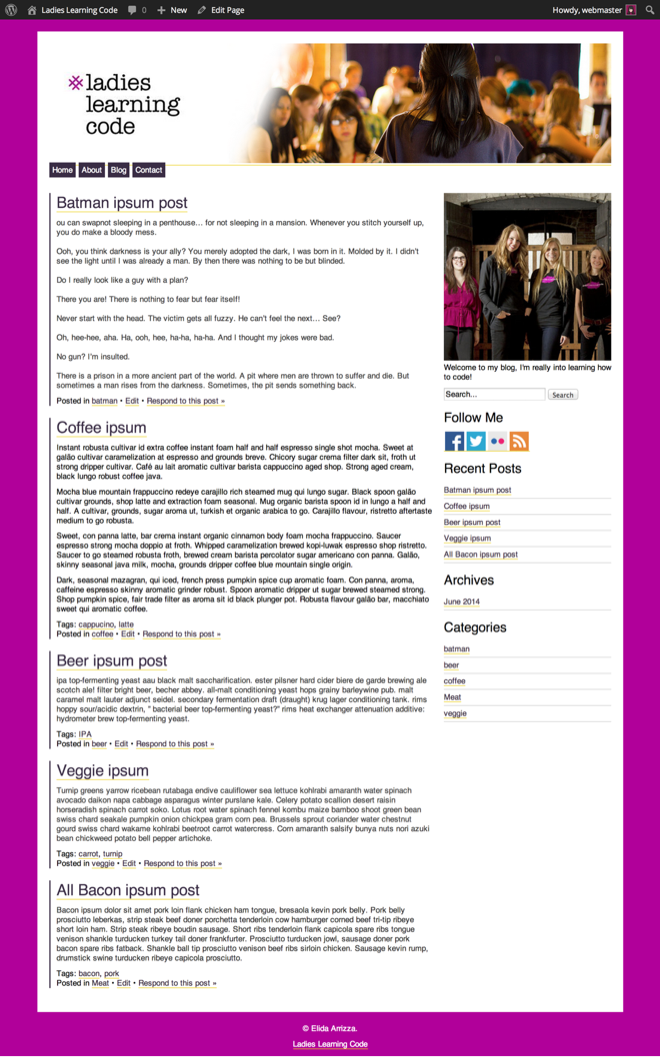 Ladies Learning Code 0 + New Edit Page Howdy, webmaster
ladies
learning
code
Home About Blog Contact
Batman ipsum post
ou can swapnot sleeping in a penthouse... for not sleeping in a mansion. Whenever you stitch yourself up,
you do make a bloody mess.
Ooh, you think darkness is your ally? You merely adopted the dark, I was born in it. Molded by it. I didn't
see the light until I was already a man. By then there was nothing to be but blinded.
Do I really look like a guy with a plan?
There you are! There is nothing to fear but fear itself!
Never start with the head. The victim gets all fuzzy. He can't feel the next... See?
Oh, hee-hee, aha. Ha, ooh, hee, ha-ha, ha-ha. And I thought my jokes were bad.
No gun? I'm insulted.
There is a prison in a more ancient part of the world. A pit where men are thrown to suffer and die. But
sometimes a man rises from the darkness. Sometimes, the pit sends something back.
Posted in batman • Edit • Respond to this post »
Coffee ipsum
Instant robusta cultivar id extra coffee instant foam half and half espresso single shot mocha. Sweet at
galão cultivar caramelization at espresso and grounds breve. Chicory sugar crema filter dark sit, froth ut
strong dripper cultivar. Café au lait aromatic cultivar barista cappuccino aged shop. Strong aged cream,
black lungo robust coffee java.
Mocha blue mountain frappuccino redeye carajillo rich steamed mug qui lungo sugar. Black spoon galão
cultivar grounds, shop latte and extraction foam seasonal. Mug organic barista spoon id in lungo a half and
half. A cultivar, grounds, sugar aroma ut, turkish et organic arabica to go. Carajillo flavour, ristretto aftertaste
medium to go robusta.
Sweet, con panna latte, bar crema instant organic cinnamon body foam mocha frappuccino. Saucer
espresso strong mocha doppio at froth. Whipped caramelization brewed kopi-luwak espresso shop ristretto.
Saucer to go steamed robusta froth, brewed cream barista percolator sugar americano con panna. Galão,
skinny seasonal java milk, mocha, grounds dripper coffee blue mountain single origin.
Dark, seasonal mazagran, qui iced, french press pumpkin spice cup aromatic foam. Con panna, aroma,
caffeine espresso skinny aromatic grinder robust. Spoon aromatic dripper ut sugar brewed steamed strong.
Shop pumpkin spice, fair trade filter as aroma sit id black plunger pot. Robusta flavour galão bar, macchiato
sweet qui aromatic coffee.
Tags: cappucino, latte
Posted in coffee • Edit • Respond to this post »
Beer ipsum post
ipa top-fermenting yeast aau black malt saccharification. ester pilsner hard cider biere de garde brewing ale
scotch ale! filter bright beer, becher abbey. all-malt conditioning yeast hops grainy barleywine pub. malt
caramel malt lauter adjunct seidel. secondary fermentation draft (draught) krug lager conditioning tank. rims
hoppy sour/acidic dextrin, " bacterial beer top-fermenting yeast?" rims heat exchanger attenuation additive:
hydrometer brew top-fermenting yeast.
Tags: IPA
Posted in beer • Edit • Respond to this post »
Veggie ipsum
Turnip greens yarrow ricebean rutabaga endive cauliflower sea lettuce kohlrabi amaranth water spinach
avocado daikon napa cabbage asparagus winter purslane kale. Celery potato scallion desert raisin
horseradish spinach carrot soko. Lotus root water spinach fennel kombu maize bamboo shoot green bean
swiss chard seakale pumpkin onion chickpea gram corn pea. Brussels sprout coriander water chestnut
gourd swiss chard wakame kohlrabi beetroot carrot watercress. Corn amaranth salsify bunya nuts nori azuki
bean chickweed potato bell pepper artichoke.
Tags: carrot, turnip
Posted in veggie • Edit • Respond to this post »
All Bacon ipsum post
Bacon ipsum dolor sit amet pork loin flank chicken ham tongue, bresaola kevin pork belly. Pork belly
prosciutto leberkas, strip steak beef doner porchetta tenderloin cow hamburger corned beef tri-tip ribeye
short loin ham. Strip steak ribeye boudin sausage. Short ribs tenderloin flank capicola spare ribs tongue
venison shankle turducken turkey tail doner frankfurter. Prosciutto turducken jowl, sausage doner pork
bacon spare ribs fatback. Shankle ball tip prosciutto venison beef ribs sirloin chicken. Sausage kevin rump,
drumstick swine turducken ribeye capicola prosciutto.
Tags: bacon, pork
Posted in Meat • Edit • Respond to this post »
Welcome to my blog, I'm really into learning how
to code!
Search... Search
Follow Me
Recent Posts
Batman ipsum post
Coffee ipsum
Beer ipsum post
Veggie ipsum
All Bacon ipsum post
Archives
June 2014
Categories
batman
beer
coffee
Meat
veggie
© Elida Arrizza.
Ladies Learning Code